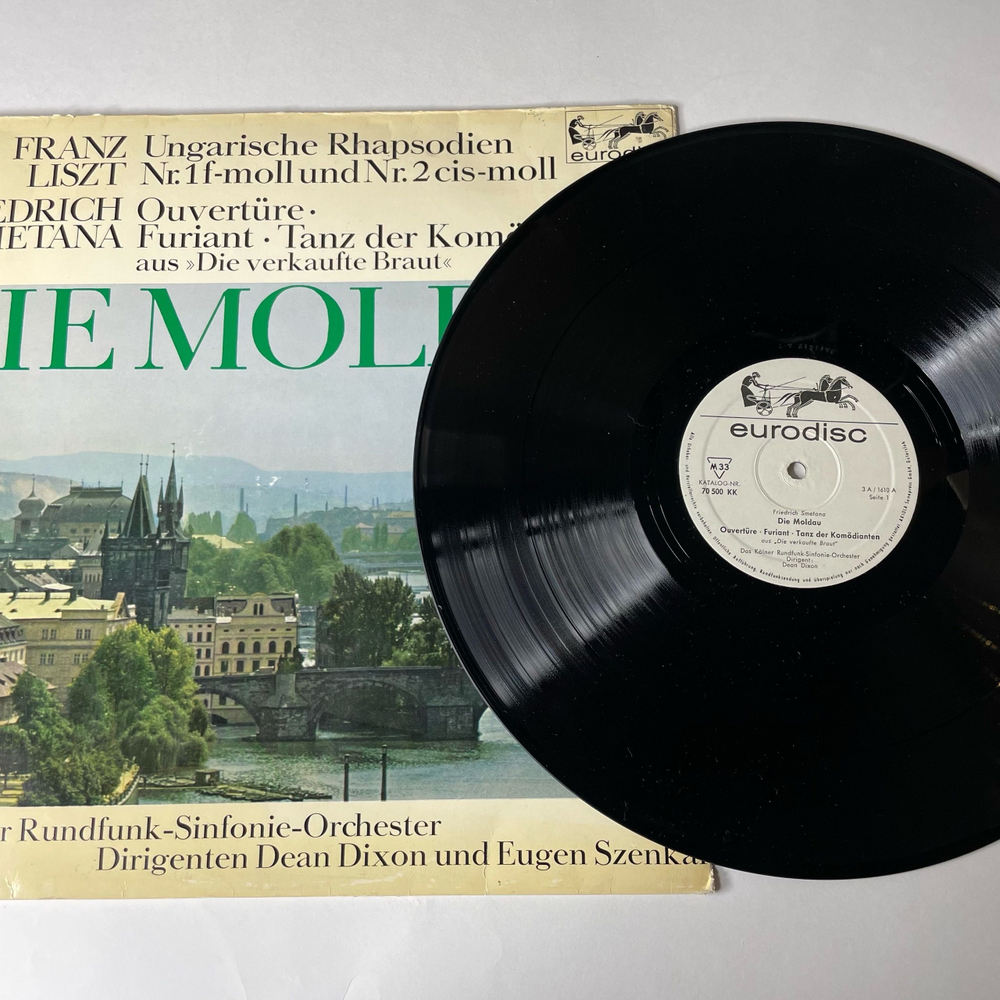 FRANZ Ungarische Rhapsodien
LISZT Nr. 1 f-moll und Nr. 2 cis-moll
EDRICH Ouvertüre ·
ETANA Furiant · Tanz der Komö
aus »Die verkaufte Braut«
IE MOL
r Rundfunk-Sinfonie-Orchester
Dirigenten Dean Dixon und Eugen Szenka
eurodisc
eurodisc
M 33
KATALOG-NR.
70 500 KK
3 A / 1610 A
Seite 1
Friedrich Smetana
Die Moldau
Ouvertüre · Furiant · Tanz der Komödianten
aus „Die verkaufte Braut"
Das Kölner Rundfunk-Sinfonie-Orchester
Dirigent:
Dean Dixon